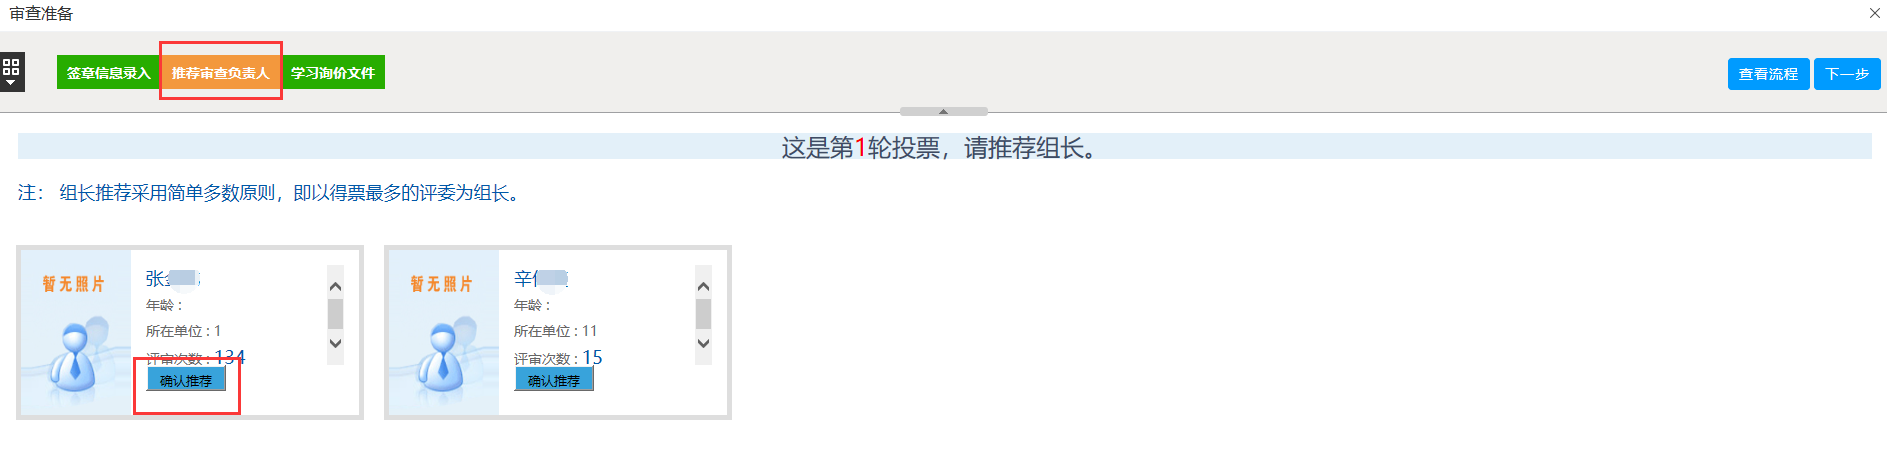 审查准备
签章信息录入 推荐审查负责人 学习询价文件 查看流程 下一步
这是第1轮投票，请推荐组长。
注： 组长推荐采用简单多数原则，即以得票最多的评委为组长。
暂无照片
张
年龄：
所在单位：1
评审次数：134
确认推荐
暂无照片
辛
年龄：
所在单位：11
评审次数：15
确认推荐